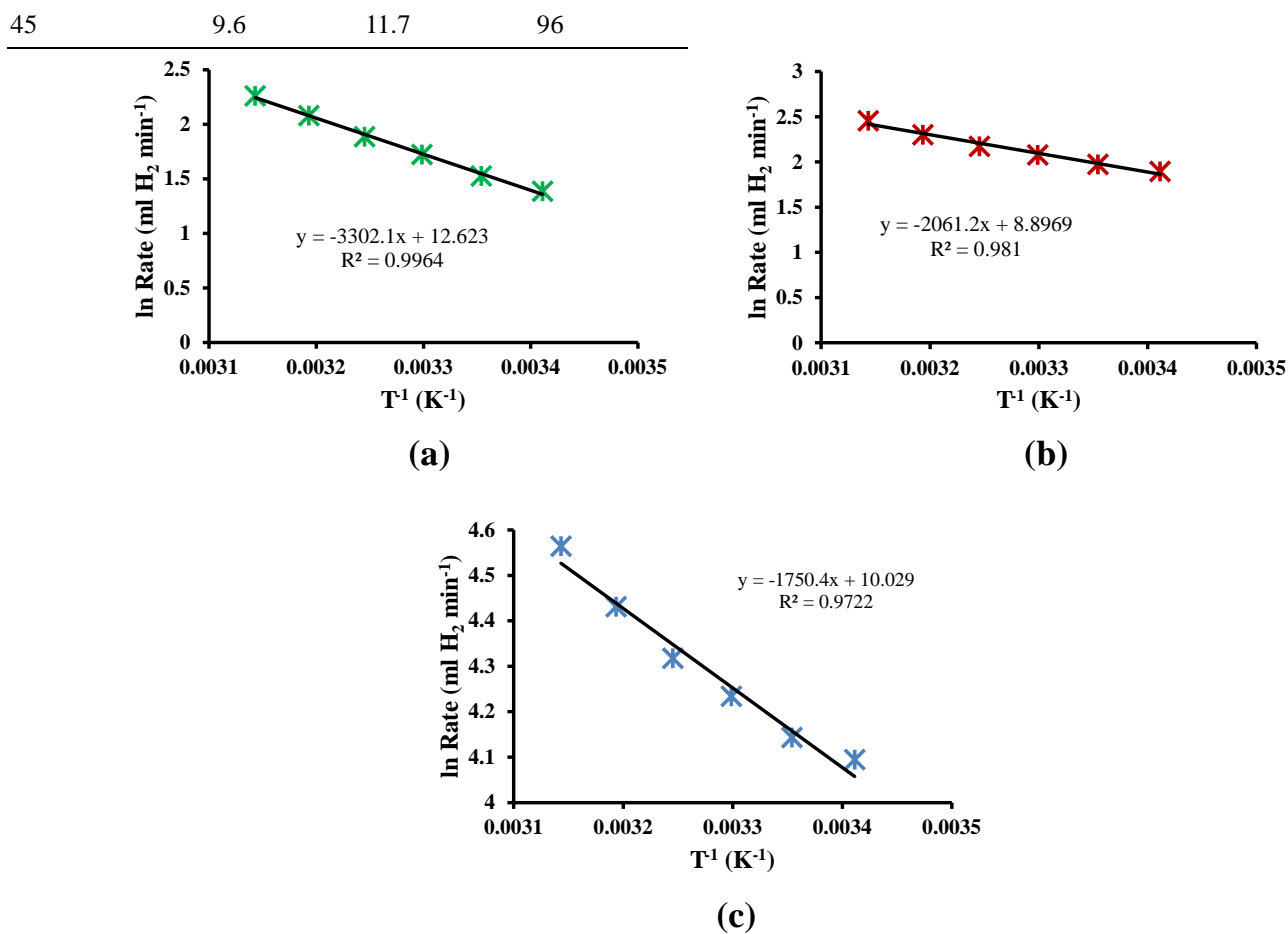 45 9.6 11.7 96
2.5
2
1.5
1
0.5
0
ln Rate (ml H₂ min⁻¹)
y = -3302.1x + 12.623
R² = 0.9964
0.0031 0.0032 0.0033 0.0034 0.0035
T⁻¹ (K⁻¹)
(a)
3
2.5
2
1.5
1
0.5
0
ln Rate (ml H₂ min⁻¹)
y = -2061.2x + 8.8969
R² = 0.981
0.0031 0.0032 0.0033 0.0034 0.0035
T⁻¹ (K⁻¹)
(b)
4.6
4.5
4.4
4.3
4.2
4.1
4
ln Rate (ml H₂ min⁻¹)
y = -1750.4x + 10.029
R² = 0.9722
0.0031 0.0032 0.0033 0.0034 0.0035
T⁻¹ (K⁻¹)
(c)